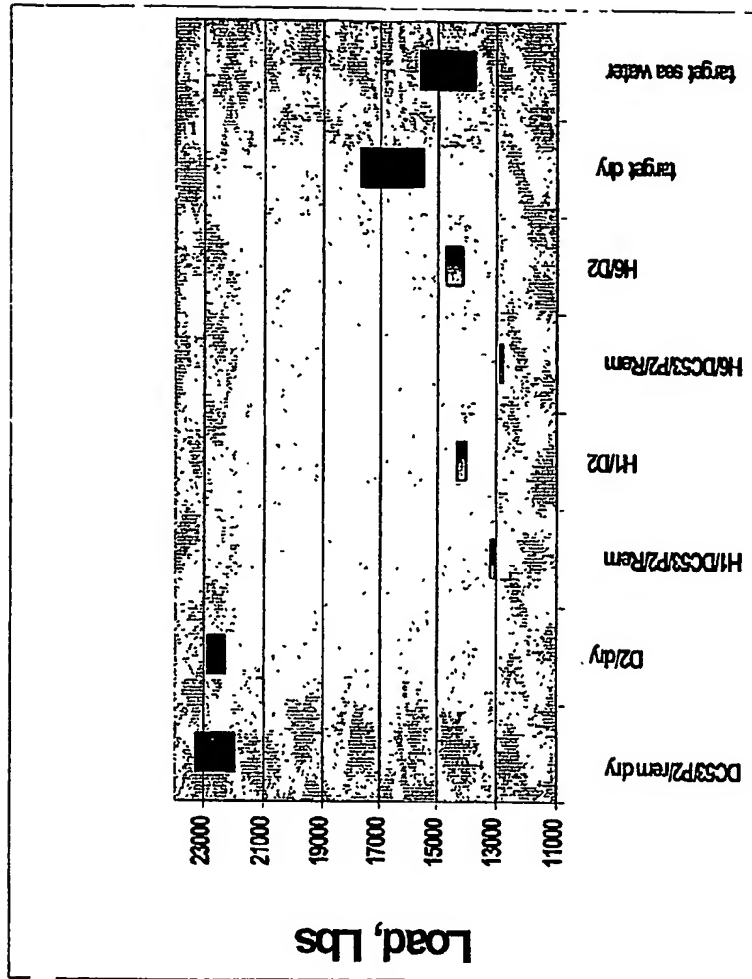 Load, Lbs
23000
21000
19000
17000
15000
13000
11000
DC53/P2/rem dry
D2/dry
H1/DC53/P2/Rem
H1/D2
H6/DC53/P2/Rem
H6/D2
target dry
target sea water